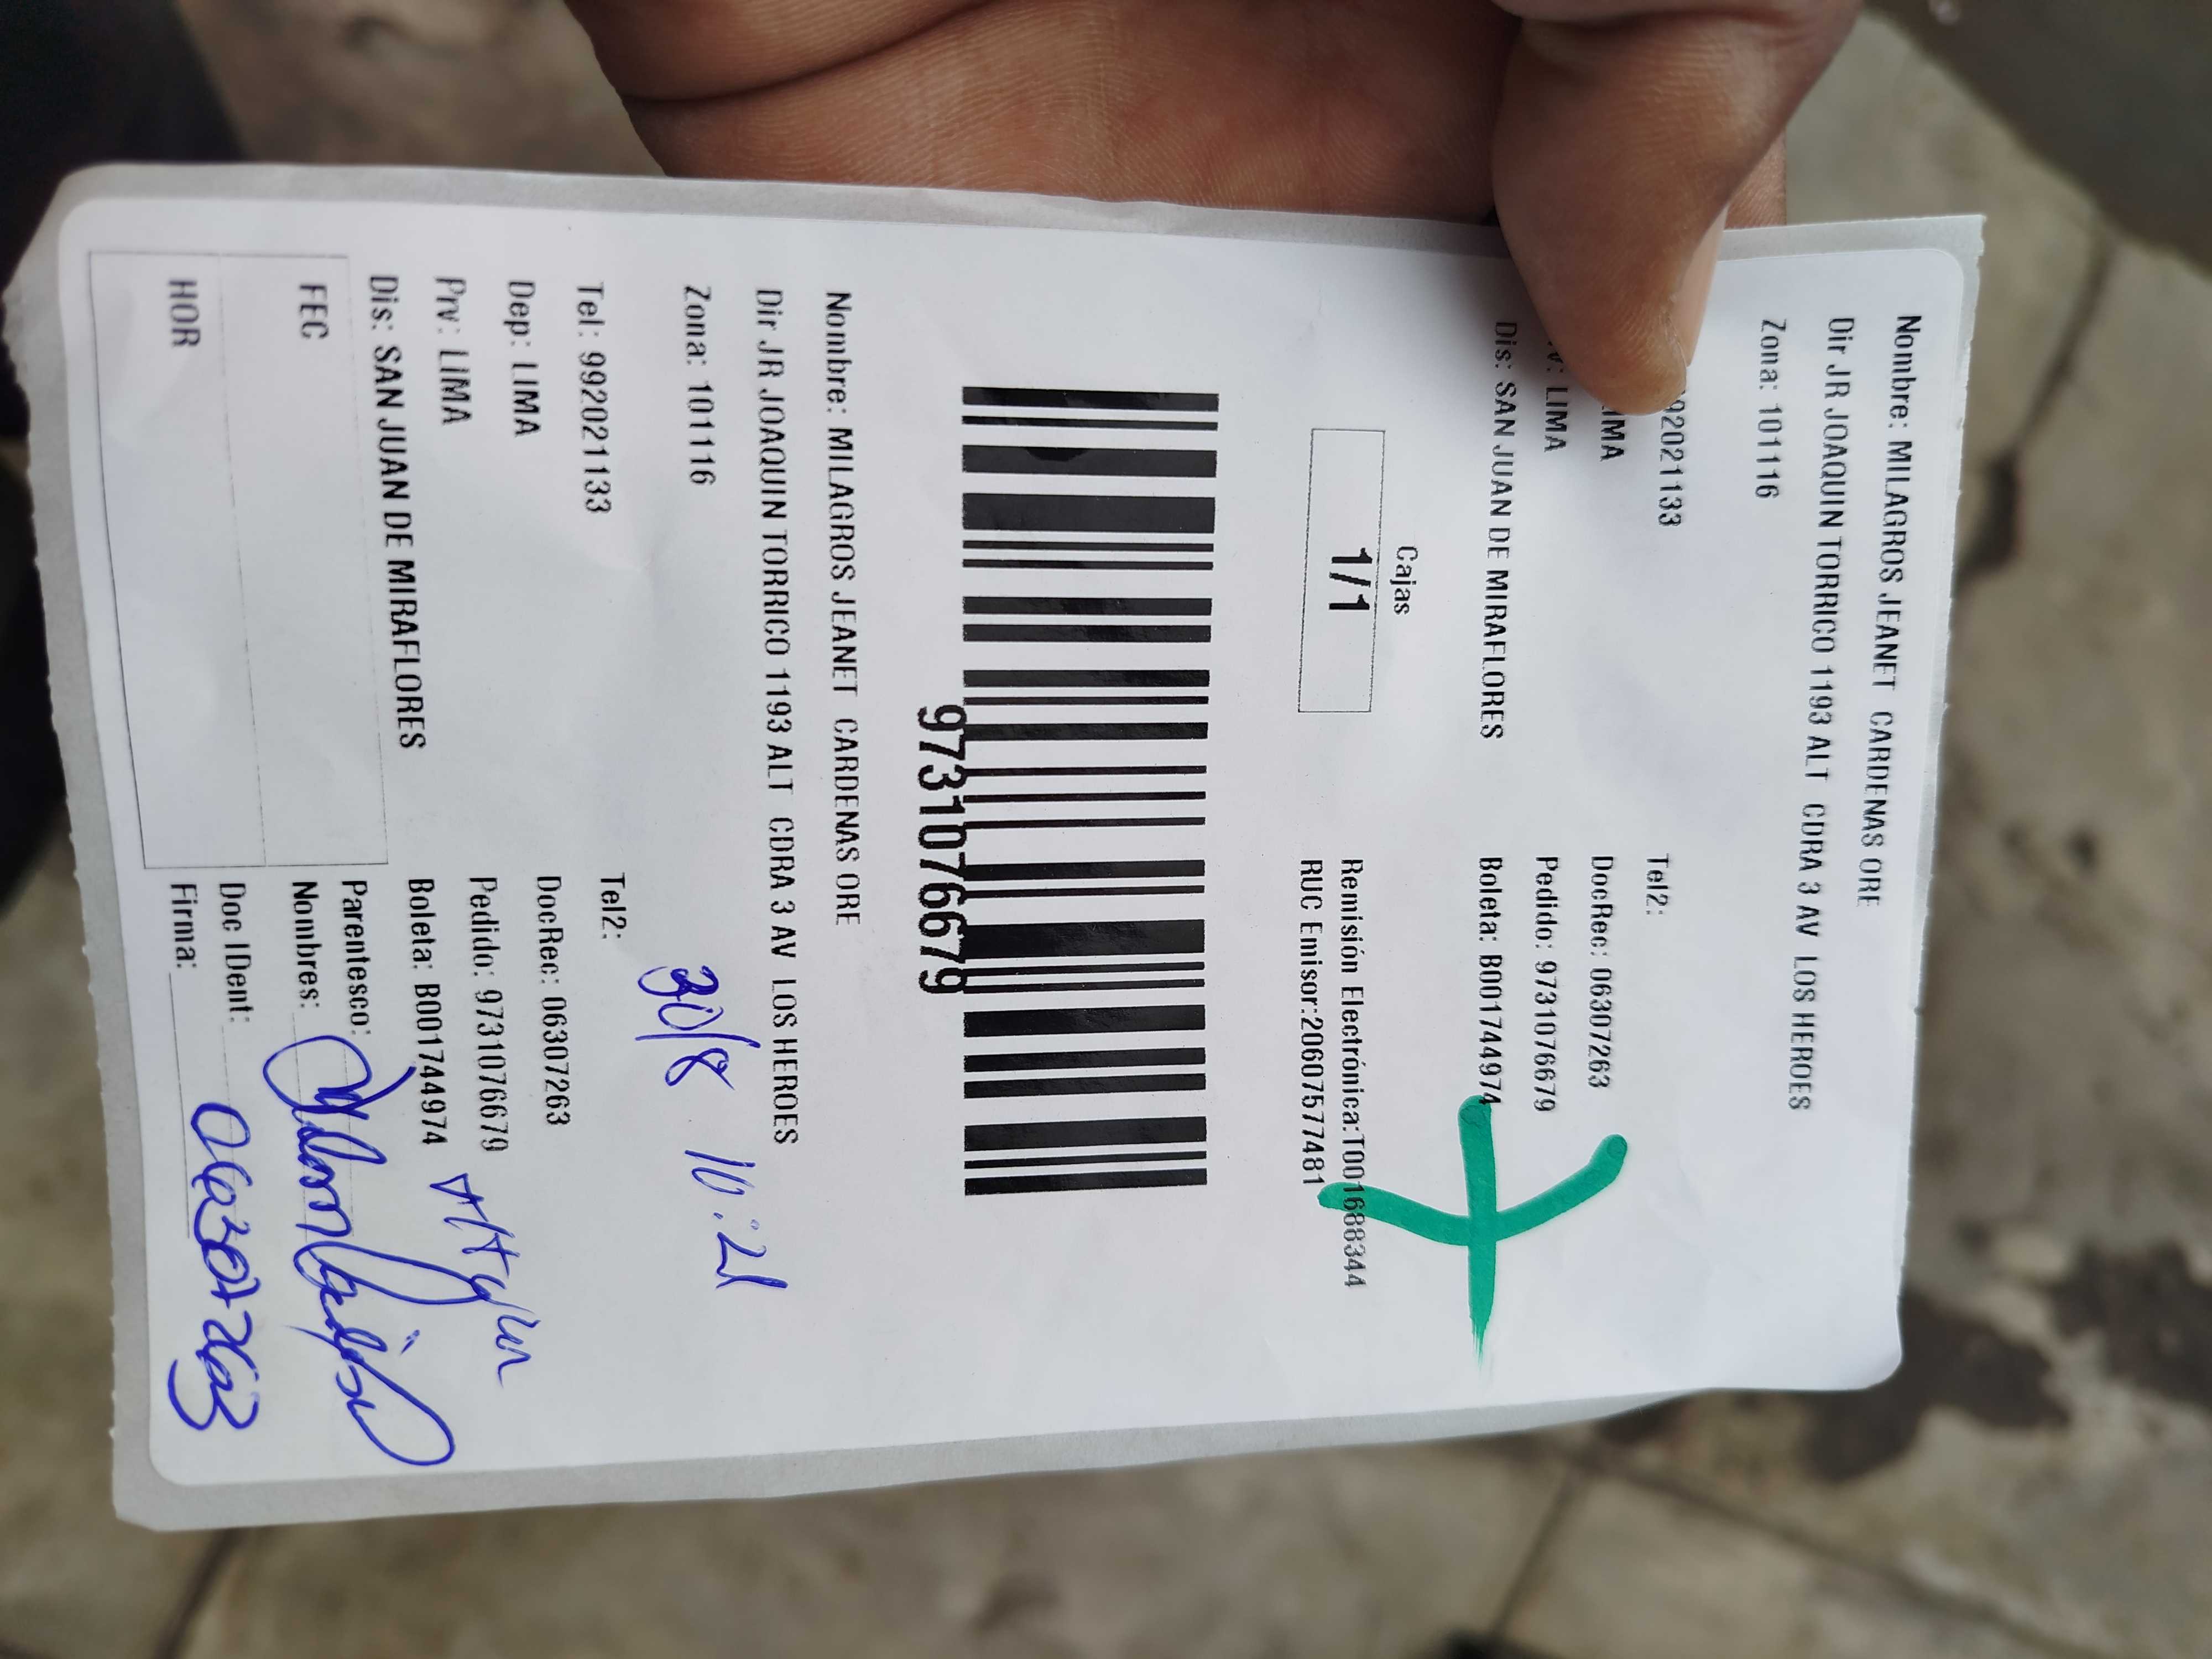 Nombre: MILAGROS JEANET CARDENAS ORE
Dir JR JOAQUIN TORRICO 1193 ALT CDRA 3 AV LOS HEROES
Zona: 101116
92021133 Tel2:
IMA DocRec: 06307263
V: LIMA Pedido: 9731076679
Dis: SAN JUAN DE MIRAFLORES Boleta: B001744974
Cajas
1/1
Remisión Electrónica:T001688344
RUC Emisor:20607577481
9731076679
Nombre: MILAGROS JEANET CARDENAS ORE
Dir JR JOAQUIN TORRICO 1193 ALT CDRA 3 AV LOS HEROES
Zona: 101116
30/8 10:21
Tel: 992021133 Tel2:
Dep: LIMA DocRec: 06307263
Prv: LIMA Pedido: 9731076679
Dis: SAN JUAN DE MIRAFLORES Boleta: B001744974
Parentesco:
FEC Nombres:
Doc IDent: 06307263
HOR Firma: